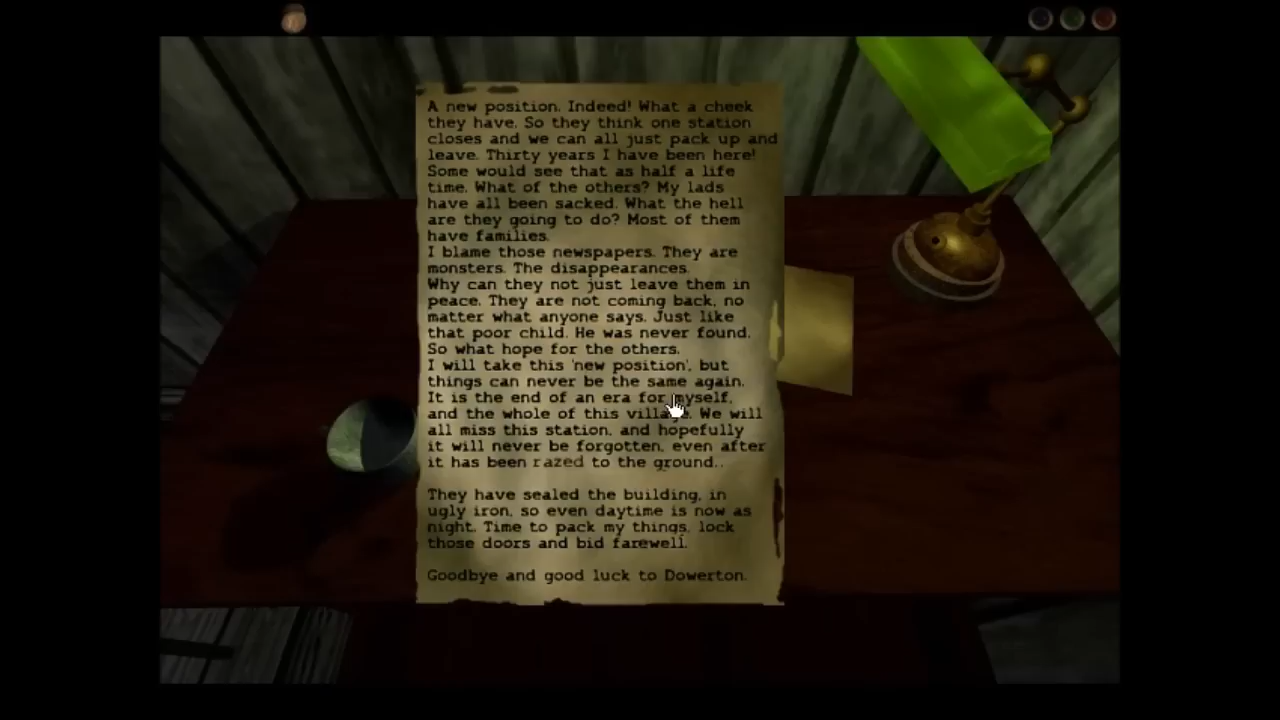 A new position. Indeed! What a cheek
they have. So they think one station
closes and we can all just pack up and
leave. Thirty years I have been here!
Some would see that as half a life
time. What of the others? My lads
have all been sacked. What the hell
are they going to do? Most of them
have families.
I blame those newspapers. They are
monsters. The disappearances.
Why can they not just leave them in
peace. They are not coming back, no
matter what anyone says. Just like
that poor child. He was never found.
So what hope for the others.
I will take this 'new position', but
things can never be the same again.
It is the end of an era for myself,
and the whole of this village. We will
all miss this station, and hopefully
it will never be forgotten, even after
it has been razed to the ground..
They have sealed the building, in
ugly iron, so even daytime is now as
night. Time to pack my things, lock
those doors and bid farewell.
Goodbye and good luck to Dowerton.